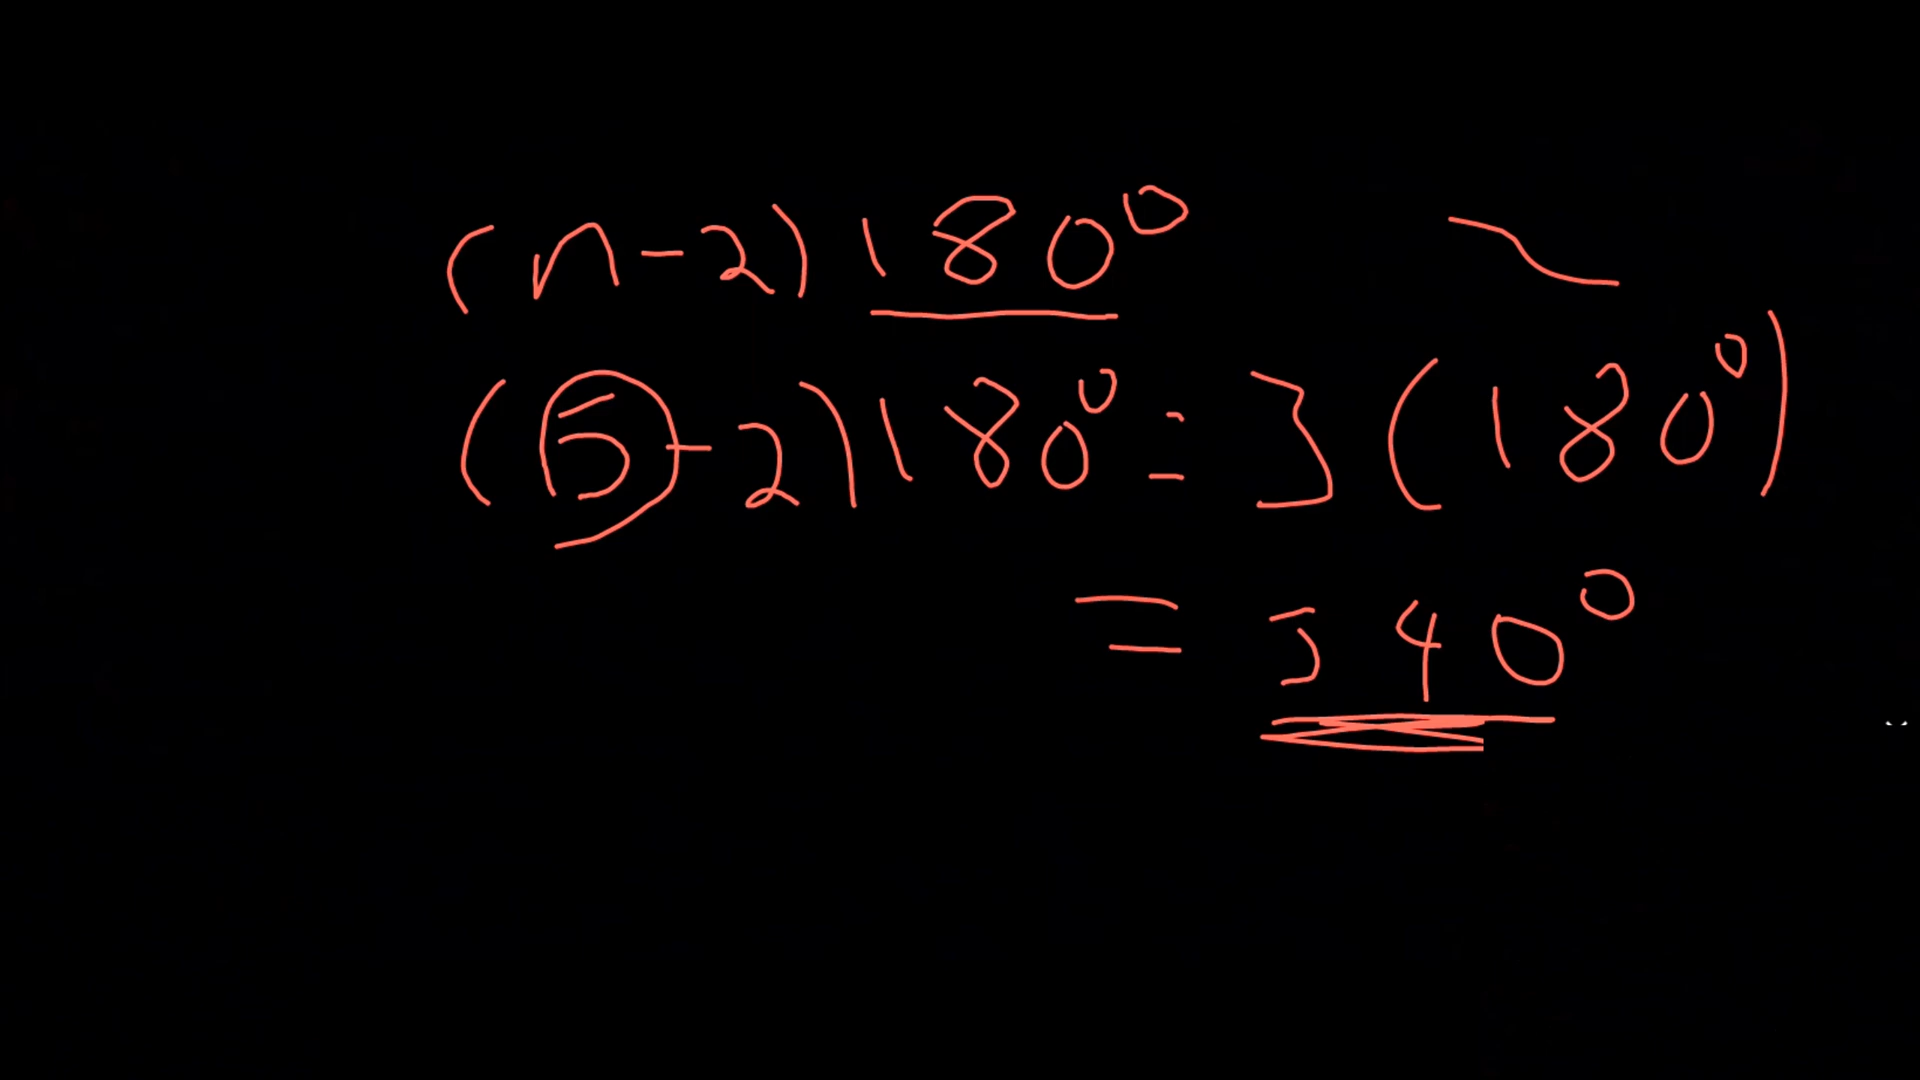 (n-2)180°
(5-2)180° = 3(180°)
= 540°